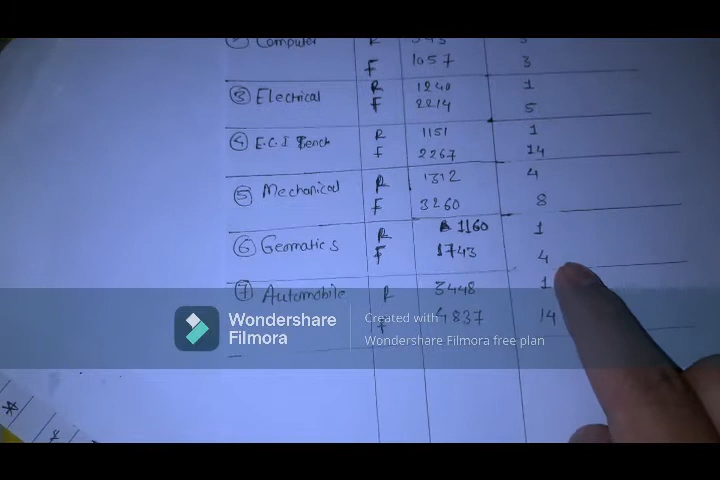 Computer
F 1057 3
③ Electrical R 1240 1
F 2214 5
④ E.C.I Bench R 1151 1
F 2267 14
⑤ Mechanical R 1312 4
F 3260 8
⑥ Geomatics R 1160 1
F 1743 4
⑦ Automobile R 3448 1
F 4837 14
Wondershare
Filmora
Created with
Wondershare Filmora free plan